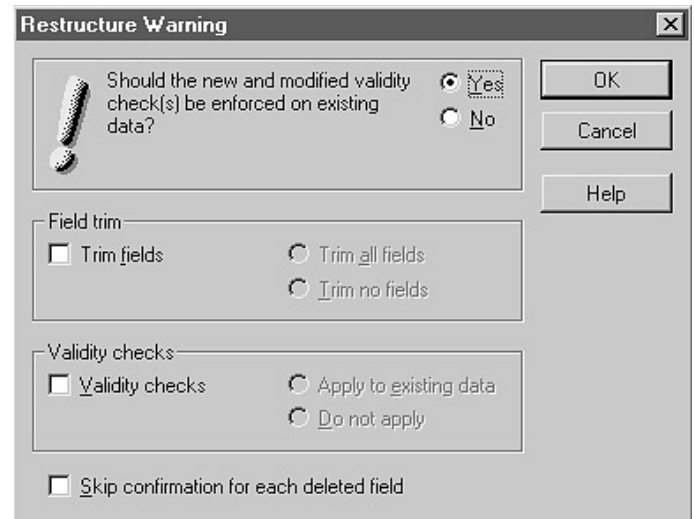 Restructure Warning
Should the new and modified validity
check(s) be enforced on existing
data?
Yes
No
OK
Cancel
Help
Field trim
Trim fields
Trim all fields
Trim no fields
Validity checks
Validity checks
Apply to existing data
Do not apply
Skip confirmation for each deleted field